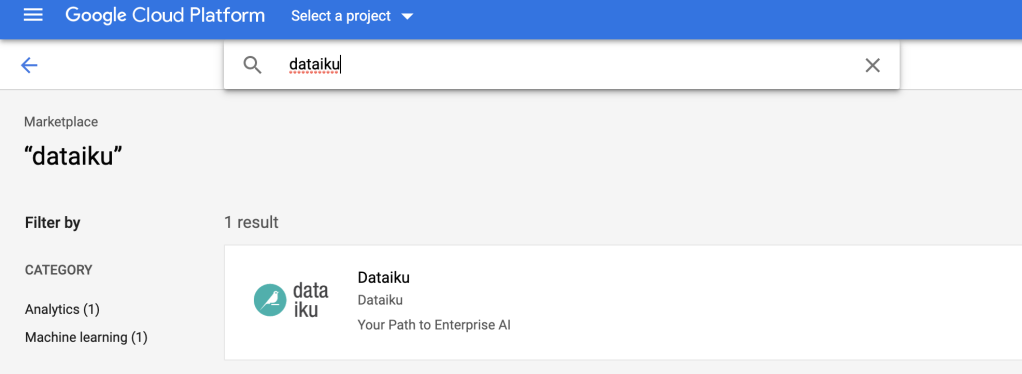 Google Cloud Platform Select a project
dataiku
Marketplace
“dataiku”
Filter by
1 result
CATEGORY
Analytics (1)
Machine learning (1)
data
iku
Dataiku
Dataiku
Your Path to Enterprise AI